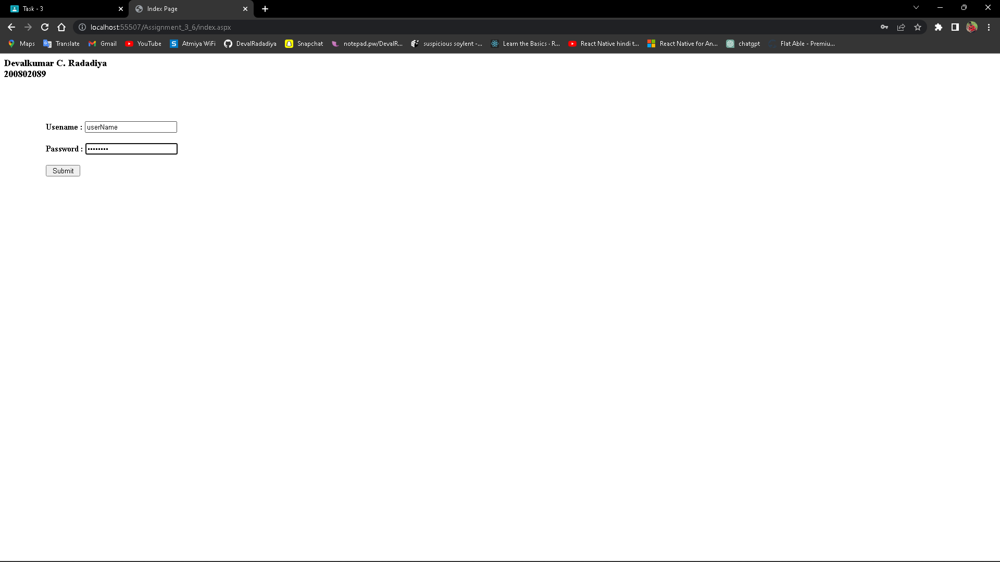 Task - 3
Index Page
localhost:55507/Assignment_3_6/index.aspx
Maps Translate Gmail YouTube Atmiya WiFi DevalRadadiya Snapchat notepad.pw/DevalR... suspicious soylent -... Learn the Basics · R... React Native hindi t... React Native for An... chatgpt Flat Able - Premiu...
Devalkumar C. Radadiya
200802089
Usename : userName
Password : ••••••••
Submit